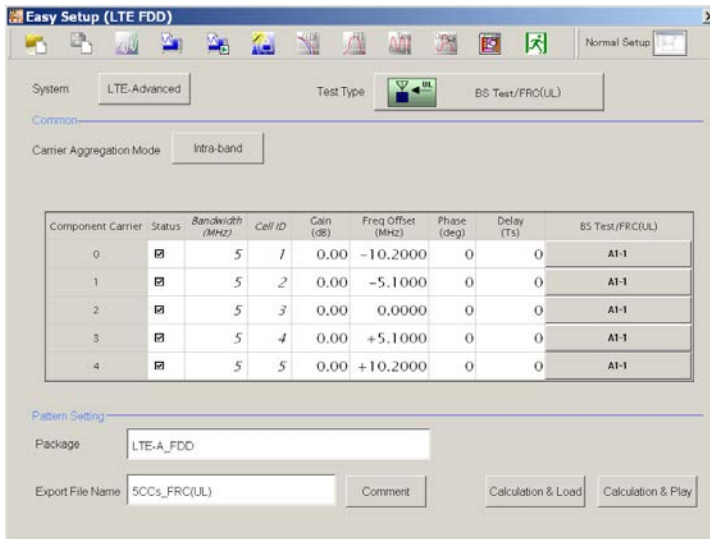 Easy Setup (LTE FDD)
Normal Setup
System LTE-Advanced Test Type UL BS Test/FRC(UL)
Common
Carrier Aggregation Mode Intra-band
Component Carrier Status Bandwidth (MHz) Cell ID Gain (dB) Freq Offset (MHz) Phase (deg) Delay (Ts) BS Test/FRC(UL)
0 5 1 0.00 -10.2000 0 0 A1-1
1 5 2 0.00 -5.1000 0 0 A1-1
2 5 3 0.00 0.0000 0 0 A1-1
3 5 4 0.00 +5.1000 0 0 A1-1
4 5 5 0.00 +10.2000 0 0 A1-1
Pattern Setting
Package LTE-A_FDD
Export File Name 5CCs_FRC(UL) Comment Calculation & Load Calculation & Play